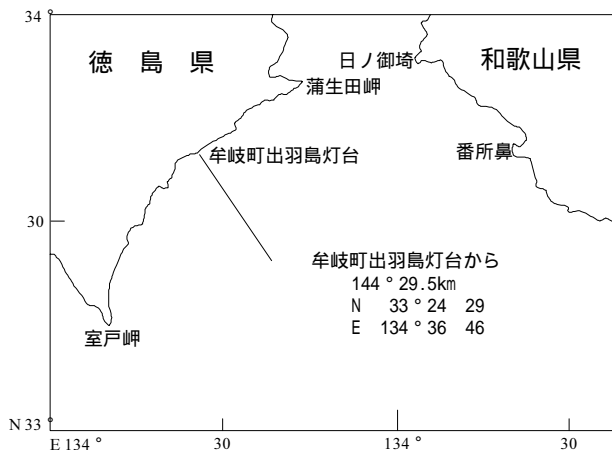 34°
徳 島 県
日ノ御埼
和歌山県
蒲生田岬
牟岐町出羽島灯台
番所鼻
30
牟岐町出羽島灯台から
144°29.5km
N 33°24 29
E 134°36 46
室戸岬
N 33°
E 134°
30
134°
30